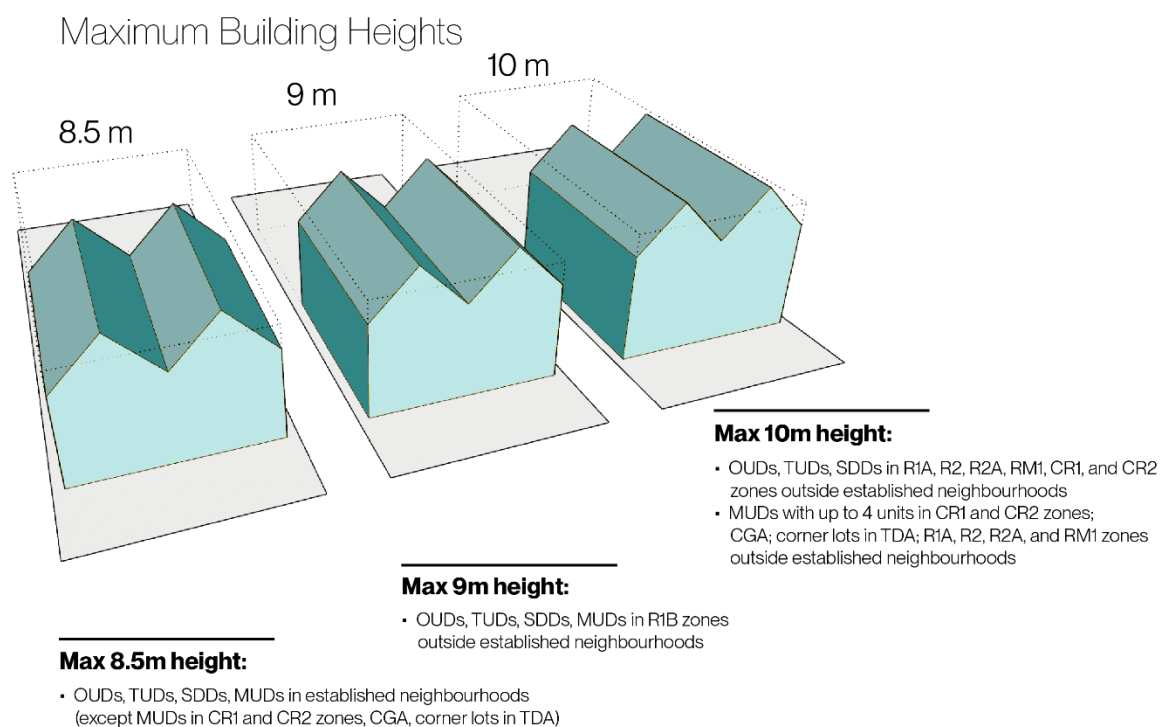 Maximum Building Heights
8.5 m
9 m
10 m
Max 10m height:
• OUDs, TUDs, SDDs in R1A, R2, R2A, RM1, CR1, and CR2
zones outside established neighbourhoods
• MUDs with up to 4 units in CR1 and CR2 zones;
CGA; corner lots in TDA; R1A, R2, R2A, and RM1 zones
outside established neighbourhoods
Max 9m height:
• OUDs, TUDs, SDDs, MUDs in R1B zones
outside established neighbourhoods
Max 8.5m height:
• OUDs, TUDs, SDDs, MUDs in established neighbourhoods
(except MUDs in CR1 and CR2 zones, CGA, corner lots in TDA)